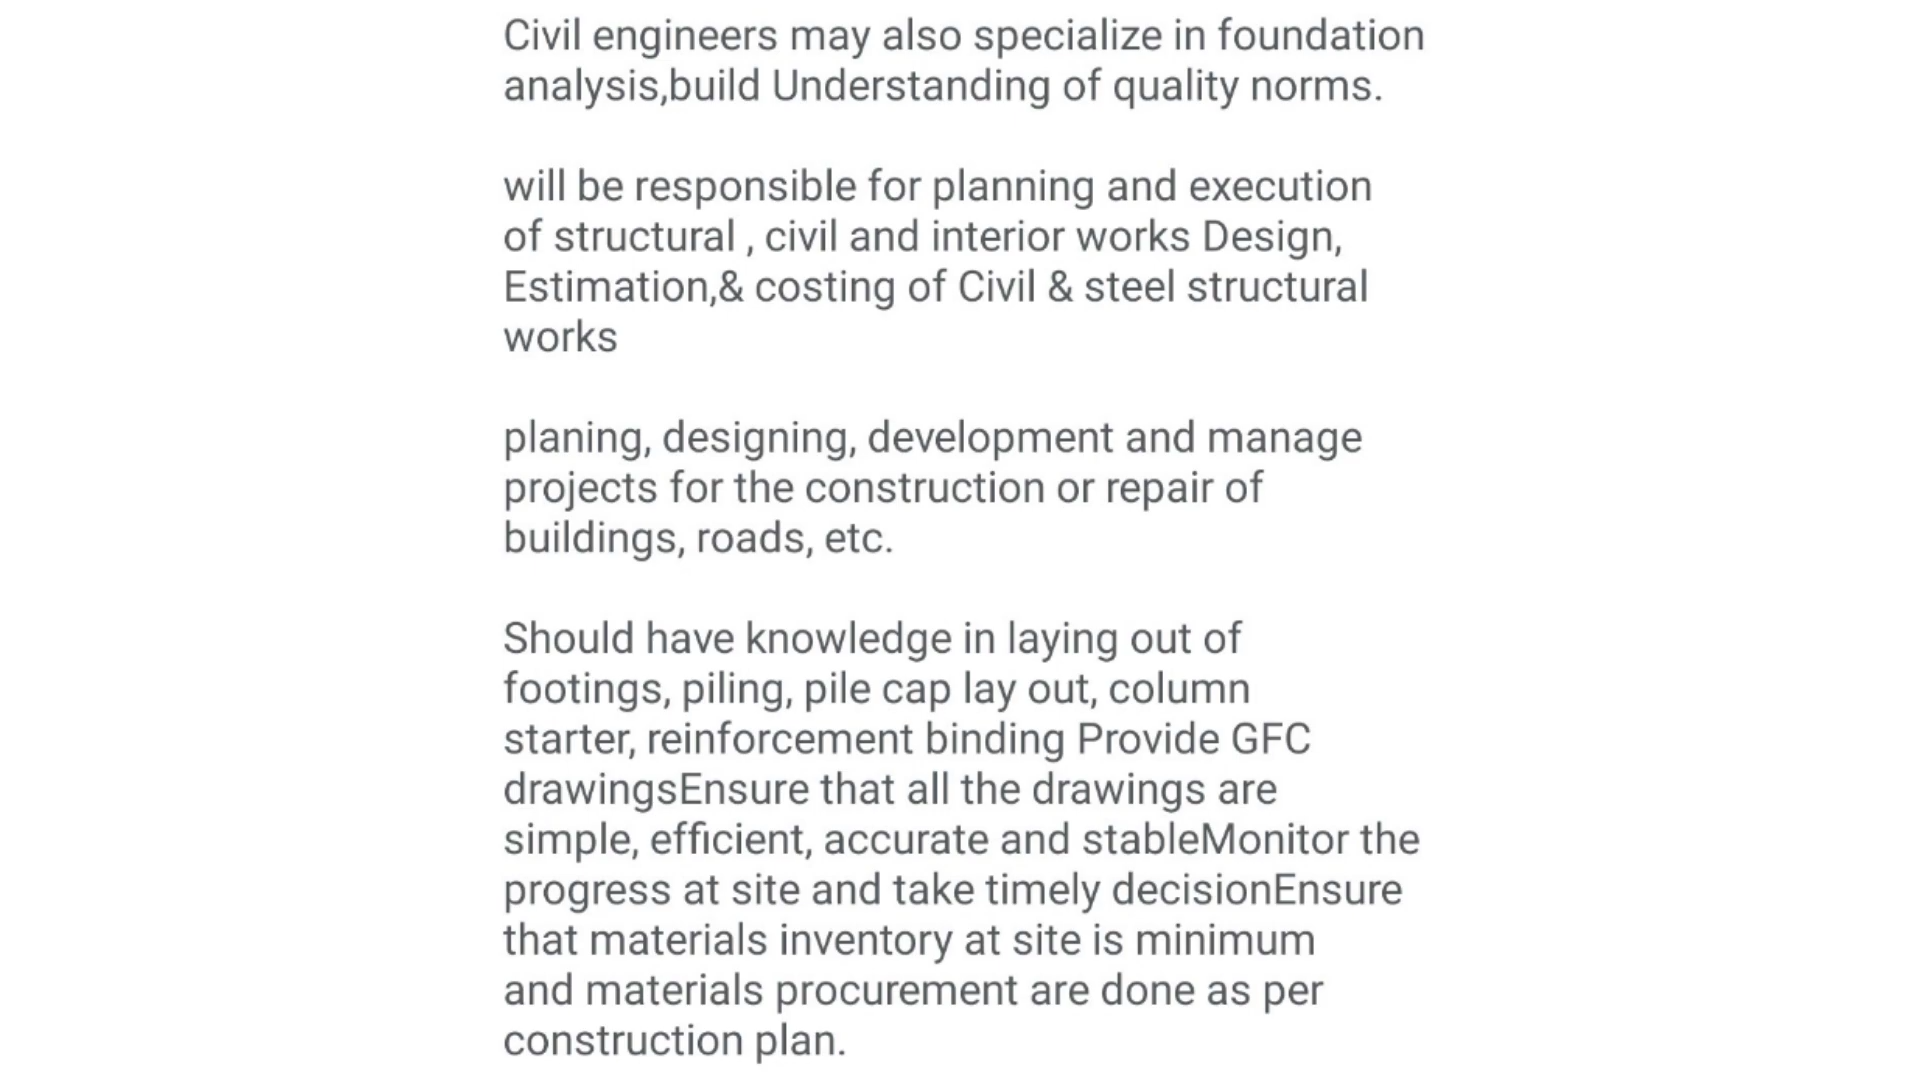 Civil engineers may also specialize in foundation
analysis,build Understanding of quality norms.
will be responsible for planning and execution
of structural , civil and interior works Design,
Estimation,& costing of Civil & steel structural
works
planing, designing, development and manage
projects for the construction or repair of
buildings, roads, etc.
Should have knowledge in laying out of
footings, piling, pile cap lay out, column
starter, reinforcement binding Provide GFC
drawingsEnsure that all the drawings are
simple, efficient, accurate and stableMonitor the
progress at site and take timely decisionEnsure
that materials inventory at site is minimum
and materials procurement are done as per
construction plan.